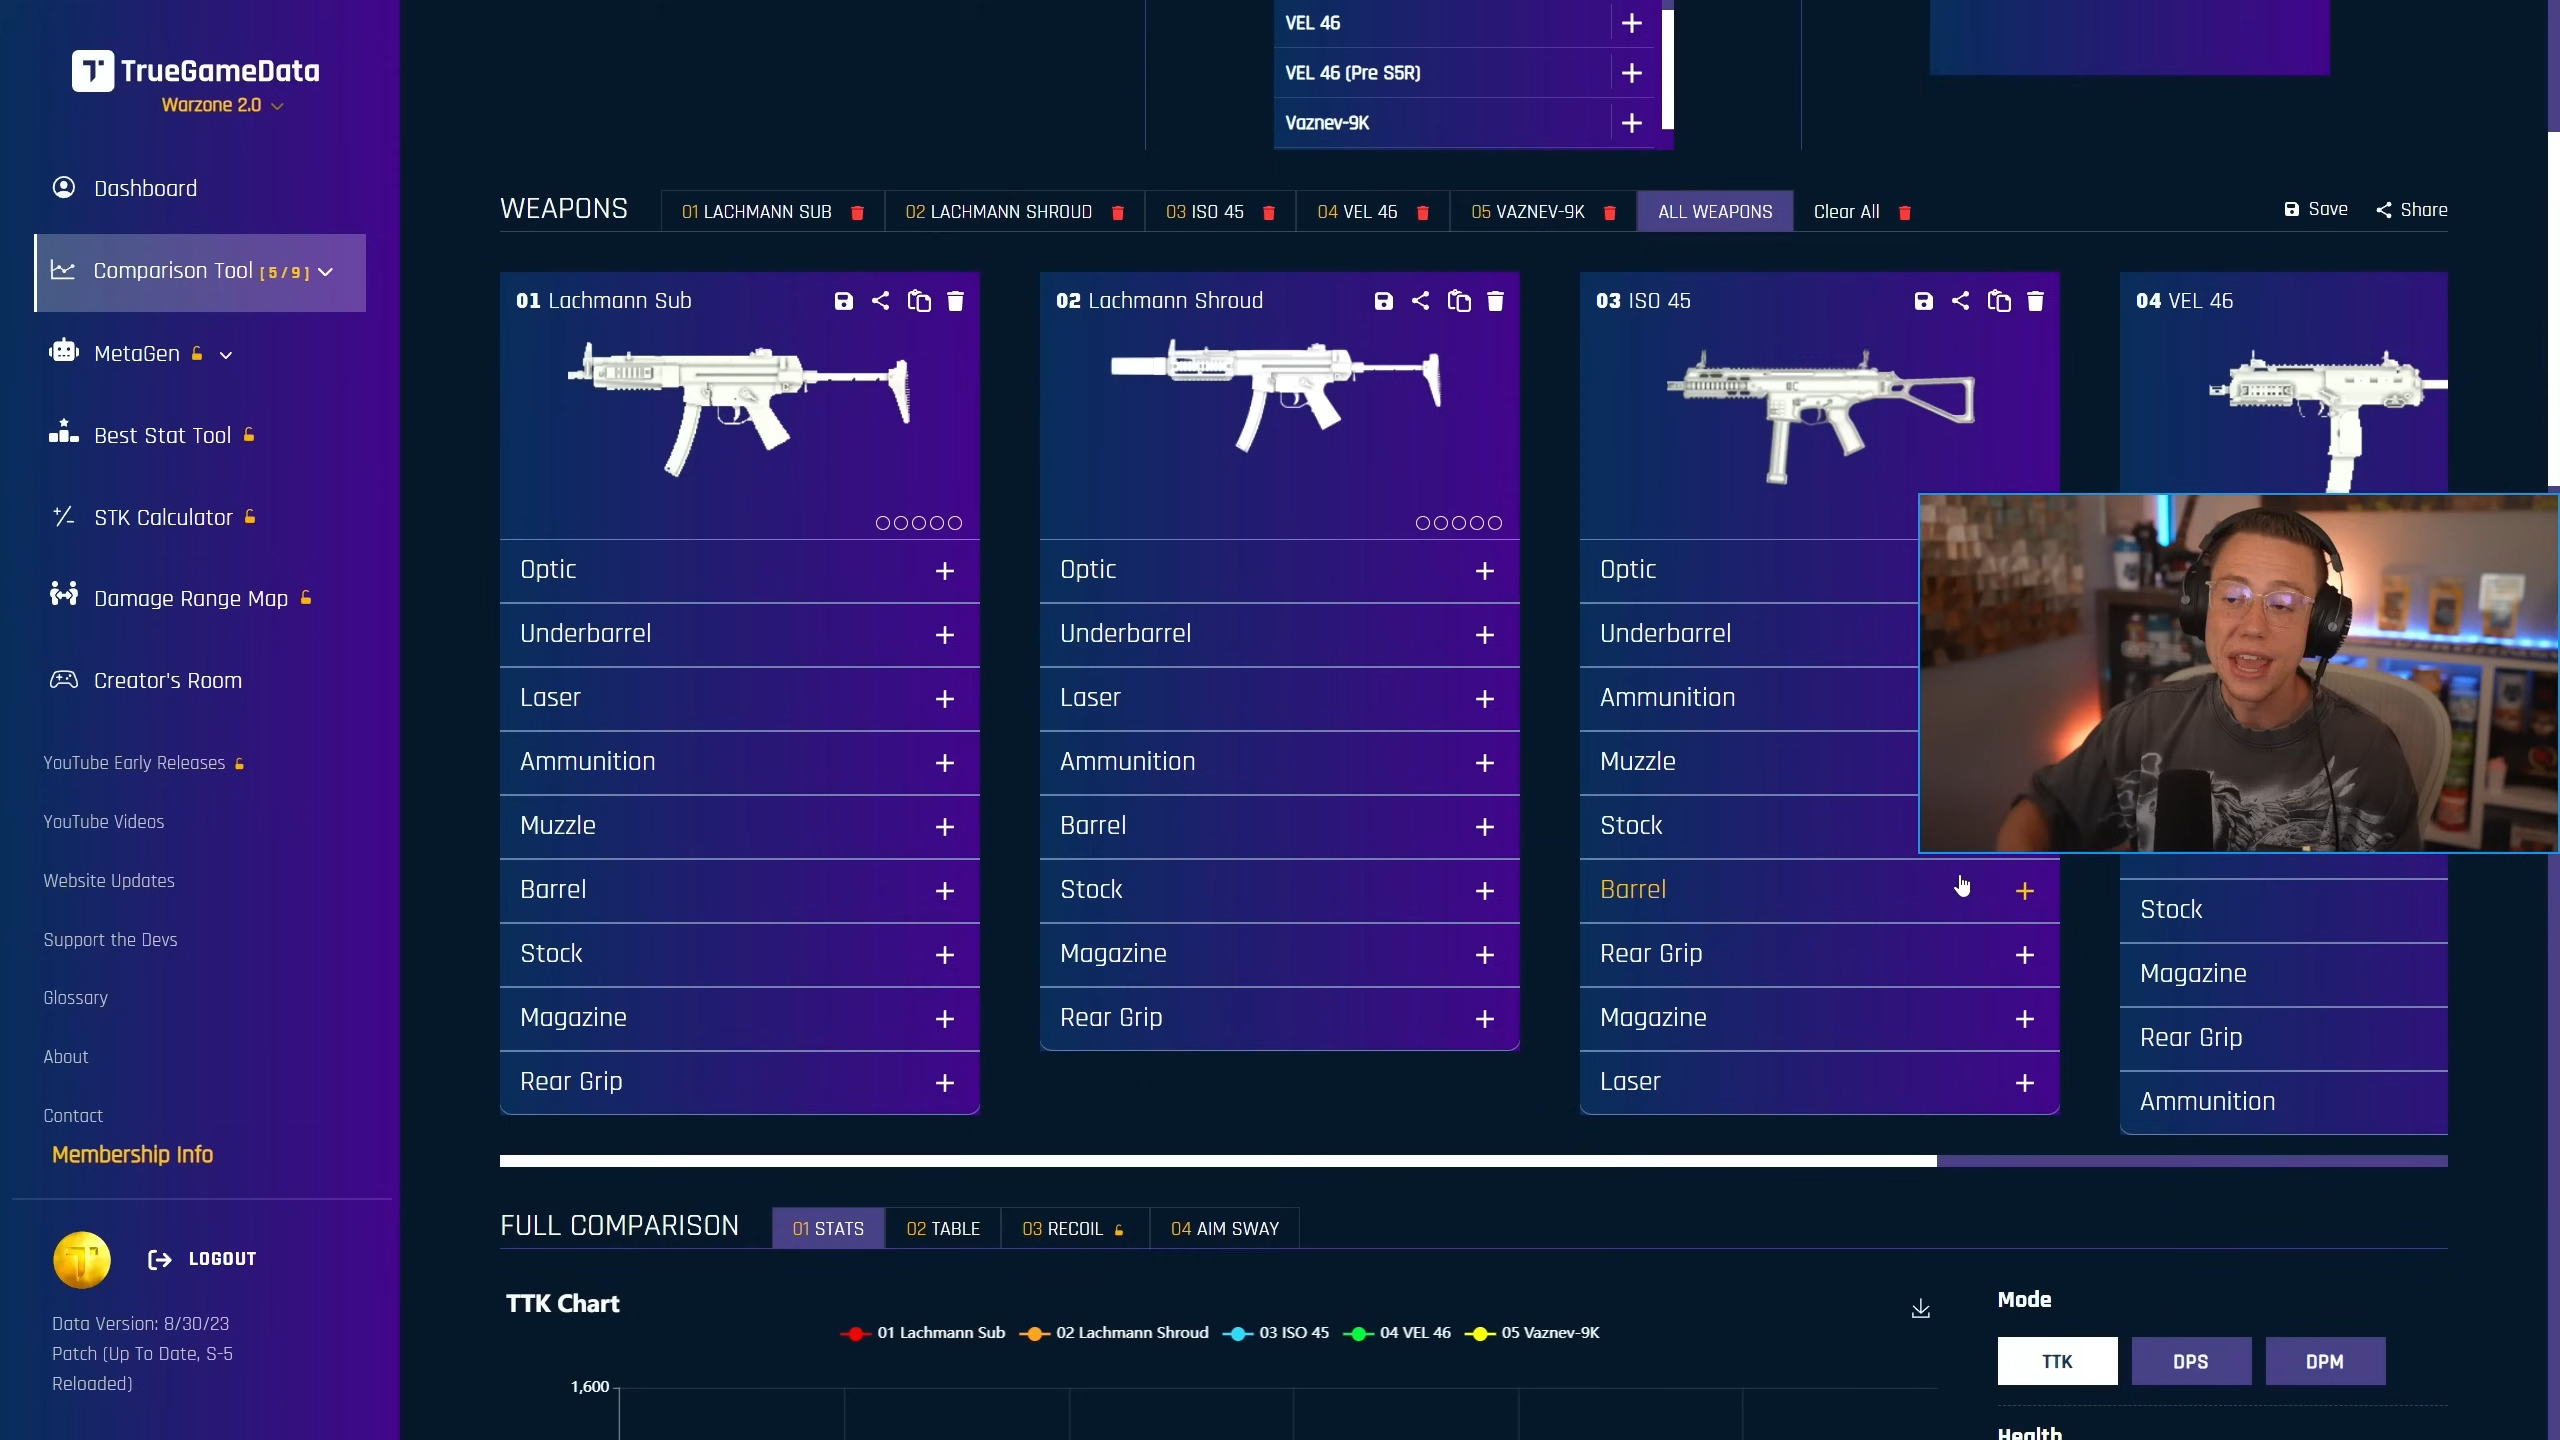 TrueGameData
Warzone 2.0
Dashboard
Comparison Tool [5/9]
MetaGen
Best Stat Tool
STK Calculator
Damage Range Map
Creator's Room
YouTube Early Releases
YouTube Videos
Website Updates
Support the Devs
Glossary
About
Contact
Membership Info
LOGOUT
Data Version: 8/30/23
Patch (Up To Date, S-5
Reloaded)
VEL 46
VEL 46 (Pre S5R)
Vaznev-9K
WEAPONS 01 LACHMANN SUB 02 LACHMANN SHROUD 03 ISO 45 04 VEL 46 05 VAZNEV-9K ALL WEAPONS Clear All Save Share
01 Lachmann Sub
Optic
Underbarrel
Laser
Ammunition
Muzzle
Barrel
Stock
Magazine
Rear Grip
02 Lachmann Shroud
Optic
Underbarrel
Laser
Ammunition
Barrel
Stock
Magazine
Rear Grip
03 ISO 45
Optic
Underbarrel
Ammunition
Muzzle
Stock
Barrel
Rear Grip
Magazine
Laser
04 VEL 46
Stock
Magazine
Rear Grip
Ammunition
FULL COMPARISON 01 STATS 02 TABLE 03 RECOIL 04 AIM SWAY
TTK Chart
01 Lachmann Sub 02 Lachmann Shroud 03 ISO 45 04 VEL 46 05 Vaznev-9K
1,600
Mode
TTK DPS DPM
Health